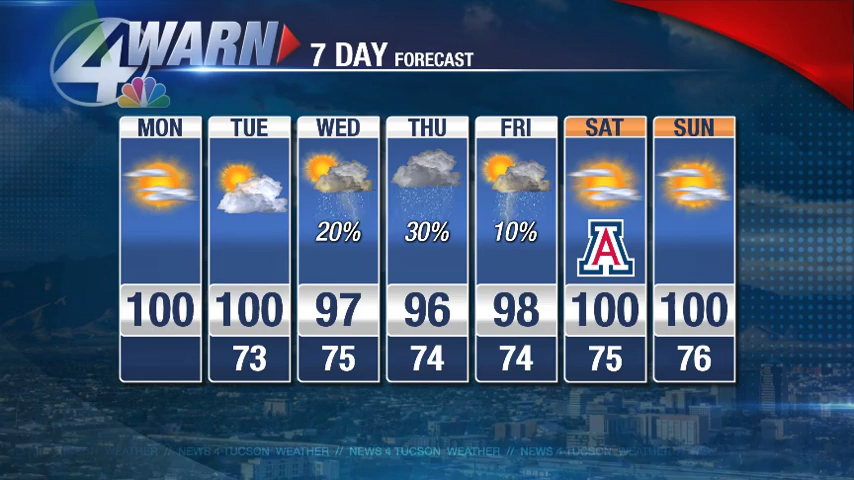 4WARN
7 DAY FORECAST
MON TUE WED THU FRI SAT SUN
20% 30% 10%
A
100 100 97 96 98 100 100
73 75 74 74 75 76
WEATHER // NEWS 4 TUCSON WEATHER // NEWS 4 TUCSON WEATHER // NEWS 4 TUCSON WEATHER